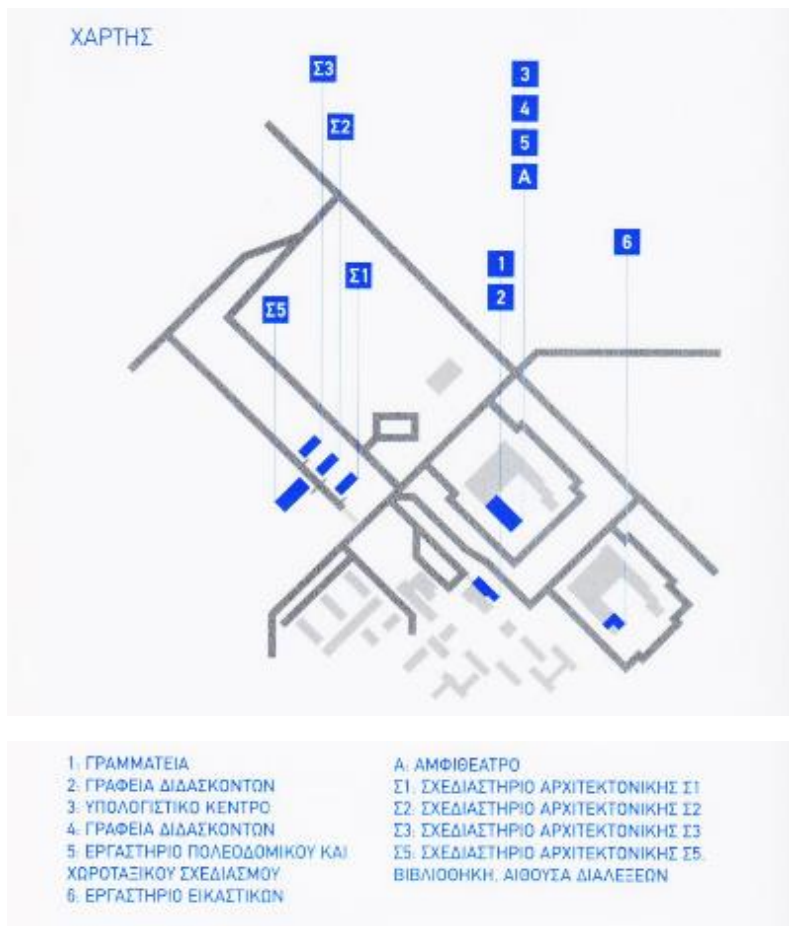 ΧΑΡΤΗΣ
Σ3
Σ2
Σ1
Σ5
3
4
5
Α
1
2
6
1: ΓΡΑΜΜΑΤΕΙΑ
2: ΓΡΑΦΕΙΑ ΔΙΔΑΣΚΟΝΤΩΝ
3: ΥΠΟΛΟΓΙΣΤΙΚΟ ΚΕΝΤΡΟ
4: ΓΡΑΦΕΙΑ ΔΙΔΑΣΚΟΝΤΩΝ
5: ΕΡΓΑΣΤΗΡΙΟ ΠΟΛΕΟΔΟΜΙΚΟΥ ΚΑΙ
ΧΩΡΟΤΑΞΙΚΟΥ ΣΧΕΔΙΑΣΜΟΥ
6: ΕΡΓΑΣΤΗΡΙΟ ΕΙΚΑΣΤΙΚΩΝ
Α: ΑΜΦΙΘΕΑΤΡΟ
Σ1: ΣΧΕΔΙΑΣΤΗΡΙΟ ΑΡΧΙΤΕΚΤΟΝΙΚΗΣ Σ1
Σ2: ΣΧΕΔΙΑΣΤΗΡΙΟ ΑΡΧΙΤΕΚΤΟΝΙΚΗΣ Σ2
Σ3: ΣΧΕΔΙΑΣΤΗΡΙΟ ΑΡΧΙΤΕΚΤΟΝΙΚΗΣ Σ3
Σ5: ΣΧΕΔΙΑΣΤΗΡΙΟ ΑΡΧΙΤΕΚΤΟΝΙΚΗΣ Σ5,
ΒΙΒΛΙΟΘΗΚΗ, ΑΙΘΟΥΣΑ ΔΙΑΛΕΞΕΩΝ